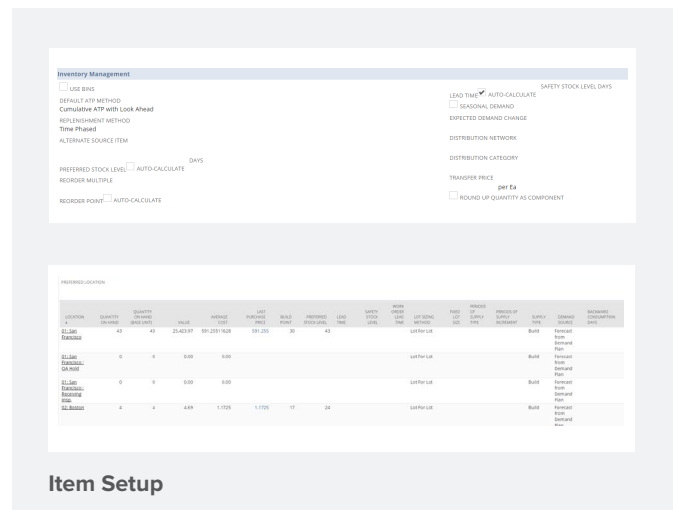 Inventory Management
USE BINS
DEFAULT ATP METHOD
Cumulative ATP with Look Ahead
REPLENISHMENT METHOD
Time Phased
ALTERNATE SOURCE ITEM
DAYS
PREFERRED STOCK LEVEL AUTO-CALCULATE
REORDER MULTIPLE
REORDER POINT AUTO-CALCULATE
SAFETY STOCK LEVEL DAYS
LEAD TIME AUTO-CALCULATE
SEASONAL DEMAND
EXPECTED DEMAND CHANGE
DISTRIBUTION NETWORK
DISTRIBUTION CATEGORY
TRANSFER PRICE
per Ea
ROUND UP QUANTITY AS COMPONENT
PREFERRED LOCATION
LOCATION QUANTITY ON HAND QUANTITY ON HAND (BASE UNITS) VALUE AVERAGE COST LAST PURCHASE PRICE BUILD POINT PREFERRED STOCK LEVEL LEAD TIME SAFETY STOCK LEVEL WORK ORDER LEAD TIME LOT SIZING METHOD FIXED LOT SIZE PERIODS OF SUPPLY TYPE PERIODS OF SUPPLY INCREMENT SUPPLY TYPE DEMAND SOURCE BACKWARD CONSUMPTION DAYS
01: San 43 43 25,423.97 591.25511628 591.255 30 43 Lot For Lot Build Forecast
Francisco from
Demand
Plan
01: San 0 0 0.00 0.00 Lot For Lot Build Forecast
Francisco : from
QA Hold Demand
Plan
01: San 0 0 0.00 0.00 Lot For Lot Build Forecast
Francisco : from
Receiving Demand
Plan
02: Boston 4 4 4.69 1.1725 1.1725 17 24 Lot For Lot Build Forecast
from
Demand
Plan
Item Setup